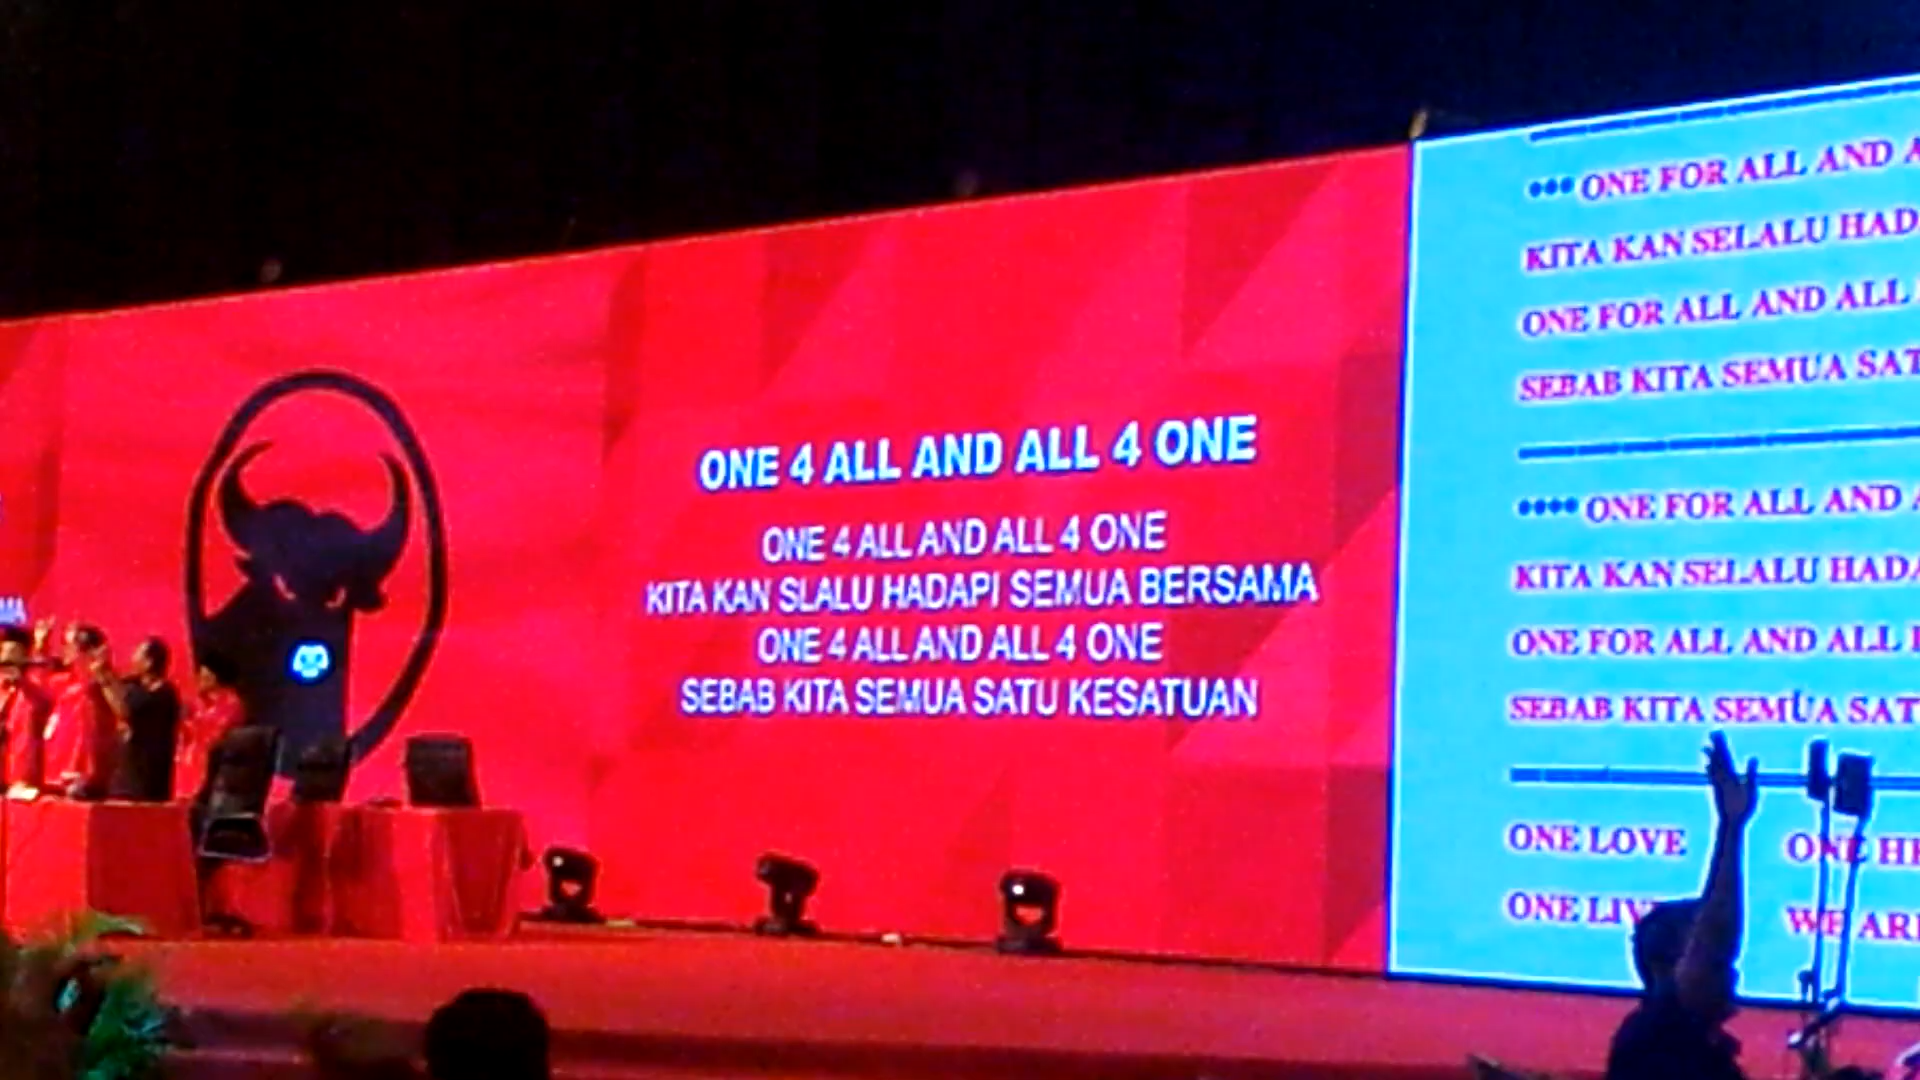 ONE 4 ALL AND ALL 4 ONE
ONE 4 ALL AND ALL 4 ONE
KITA KAN SLALU HADAPI SEMUA BERSAMA
ONE 4 ALL AND ALL 4 ONE
SEBAB KITA SEMUA SATU KESATUAN
*** ONE FOR ALL AND
KITA KAN SELALU
ONE FOR ALL AND ALL
SEBAB KITA SEMUA
**** ONE FOR ALL AND
KITA KAN SELALU
ONE FOR ALL AND ALL
SEBAB KITA SEMUA
ONE LOVE ONE
ONE